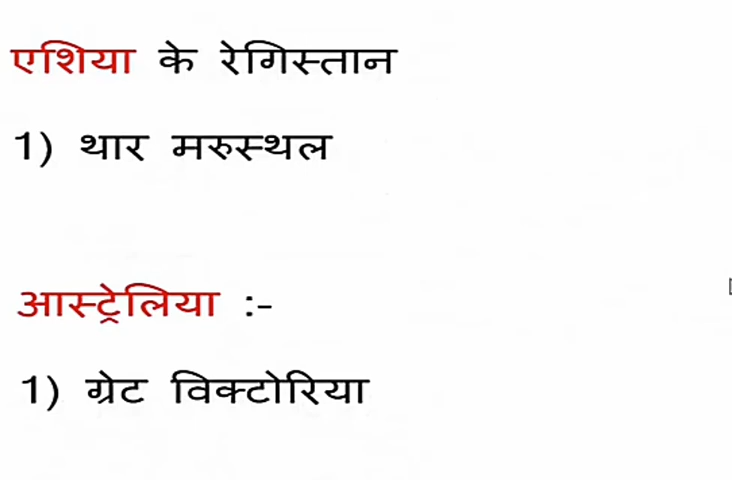 एशिया के रेगिस्तान
1) थार मरुस्थल
आस्ट्रेलिया :-
1) ग्रेट विक्टोरिया